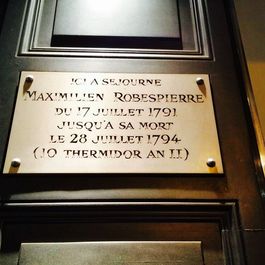 ICI A SEJOURNE
MAXIMILIEN ROBESPIERRE
DU 17 JUILLET 1791
JUSQU'A SA MORT
LE 28 JUILLET 1794
(10 THERMIDOR AN II)